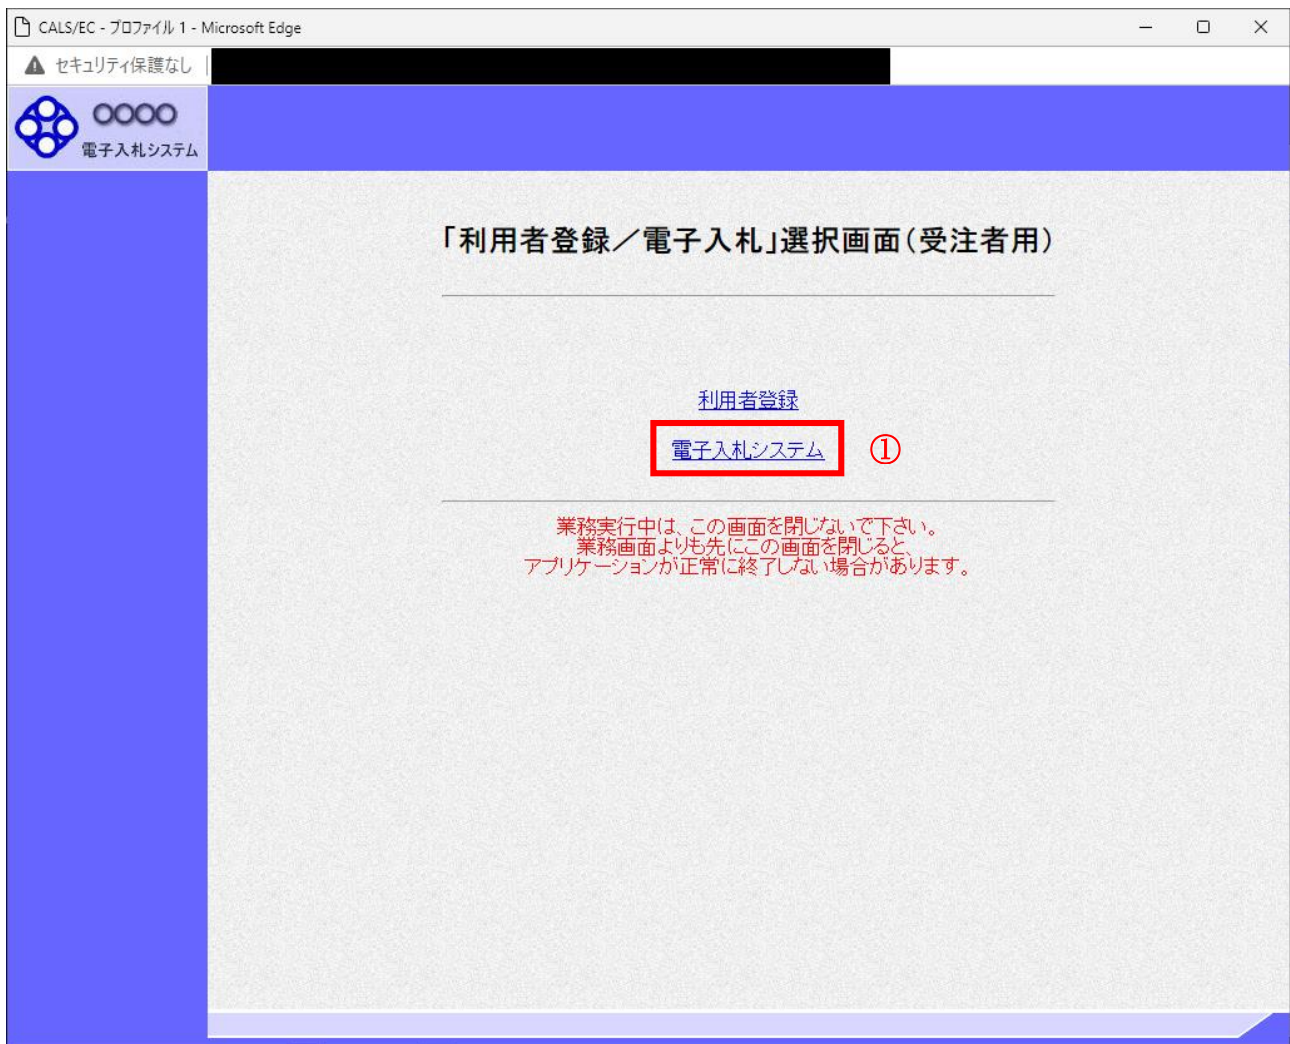 CALS/EC - プロファイル 1 - Microsoft Edge
セキュリティ保護なし
○○○○
電子入札システム
「利用者登録／電子入札」選択画面(受注者用)
利用者登録
電子入札システム ①
業務実行中は、この画面を閉じないで下さい。
業務画面よりも先にこの画面を閉じると、
アプリケーションが正常に終了しない場合があります。